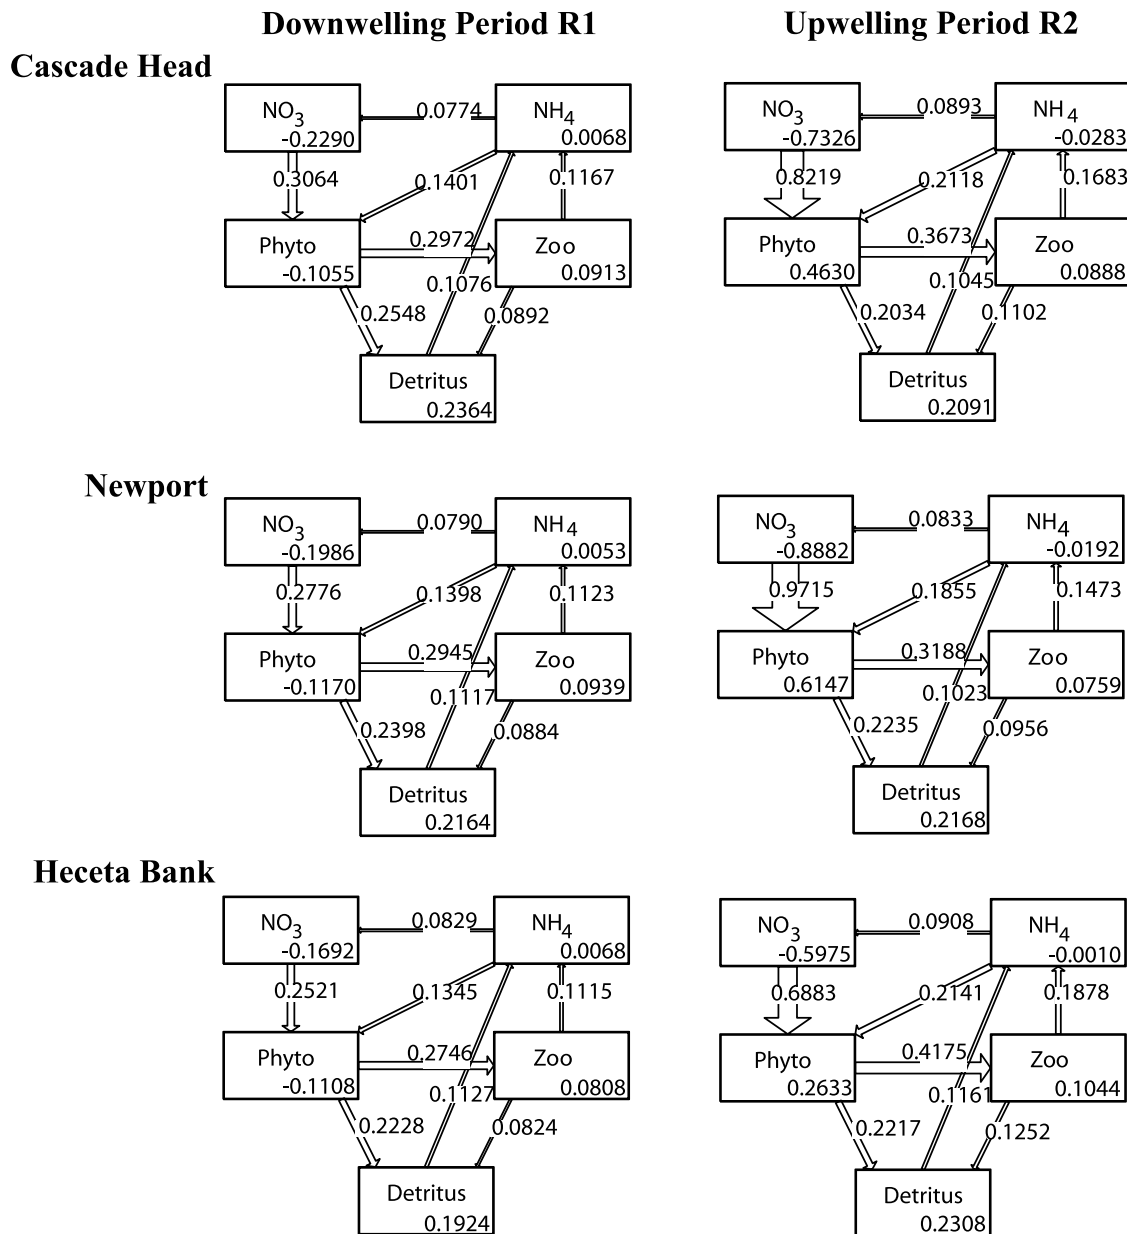 Downwelling Period R1
Upwelling Period R2
Cascade Head
NO3
-0.2290
0.0774
NH4
0.0068
0.3064
0.1401
0.1167
Phyto
-0.1055
0.2972
Zoo
0.0913
0.1076
0.2548
0.0892
Detritus
0.2364
NO3
-0.7326
0.0893
NH4
-0.0283
0.8219
0.2118
0.1683
Phyto
0.4630
0.3673
Zoo
0.0888
0.1045
0.2034
0.1102
Detritus
0.2091
Newport
NO3
-0.1986
0.0790
NH4
0.0053
0.2776
0.1398
0.1123
Phyto
-0.1170
0.2945
Zoo
0.0939
0.1117
0.2398
0.0884
Detritus
0.2164
NO3
-0.8882
0.0833
NH4
-0.0192
0.9715
0.1855
0.1473
Phyto
0.6147
0.3188
Zoo
0.0759
0.1023
0.2235
0.0956
Detritus
0.2168
Heceta Bank
NO3
-0.1692
0.0829
NH4
0.0068
0.2521
0.1345
0.1115
Phyto
-0.1108
0.2746
Zoo
0.0808
0.1127
0.2228
0.0824
Detritus
0.1924
NO3
-0.5975
0.0908
NH4
-0.0010
0.6883
0.2141
0.1878
Phyto
0.2633
0.4175
Zoo
0.1044
0.1161
0.2217
0.1252
Detritus
0.2308